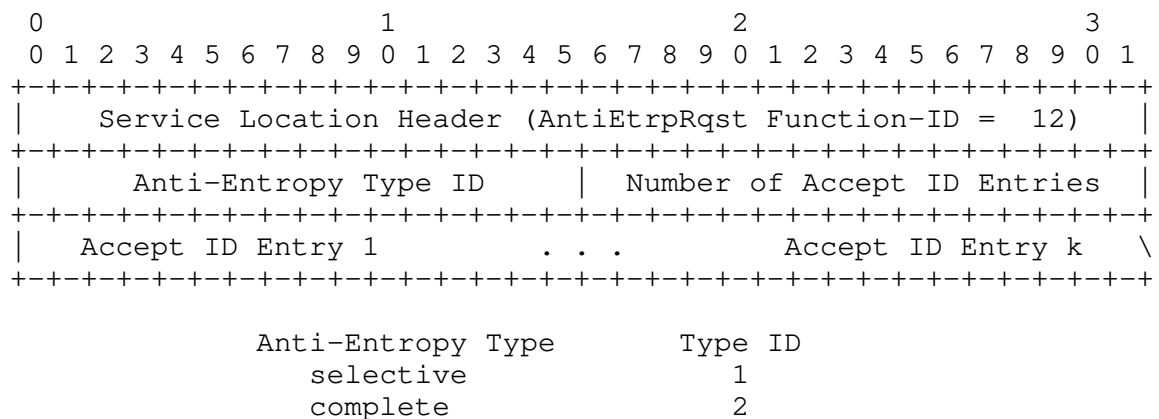 0                   1                   2                   3
 0 1 2 3 4 5 6 7 8 9 0 1 2 3 4 5 6 7 8 9 0 1 2 3 4 5 6 7 8 9 0 1
+-+-+-+-+-+-+-+-+-+-+-+-+-+-+-+-+-+-+-+-+-+-+-+-+-+-+-+-+-+-+-+-+
|    Service Location Header (AntiEtrpRqst Function-ID =  12)   |
+-+-+-+-+-+-+-+-+-+-+-+-+-+-+-+-+-+-+-+-+-+-+-+-+-+-+-+-+-+-+-+-+
|      Anti-Entropy Type ID     |  Number of Accept ID Entries  |
+-+-+-+-+-+-+-+-+-+-+-+-+-+-+-+-+-+-+-+-+-+-+-+-+-+-+-+-+-+-+-+-+
|   Accept ID Entry 1         . . .         Accept ID Entry k   \
+-+-+-+-+-+-+-+-+-+-+-+-+-+-+-+-+-+-+-+-+-+-+-+-+-+-+-+-+-+-+-+-+
              Anti-Entropy Type       Type ID
                 selective               1
                 complete                2